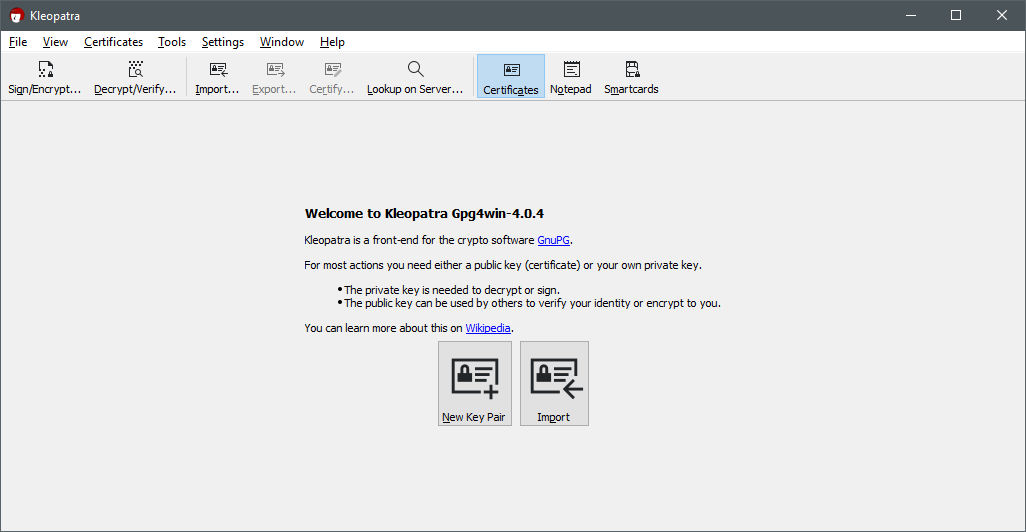 Kleopatra
File View Certificates Tools Settings Window Help
Sign/Encrypt... Decrypt/Verify... Import... Export... Certify... Lookup on Server... Certificates Notepad Smartcards
Welcome to Kleopatra Gpg4win-4.0.4
Kleopatra is a front-end for the crypto software GnuPG.
For most actions you need either a public key (certificate) or your own private key.
•The private key is needed to decrypt or sign.
•The public key can be used by others to verify your identity or encrypt to you.
You can learn more about this on Wikipedia.
New Key Pair Import